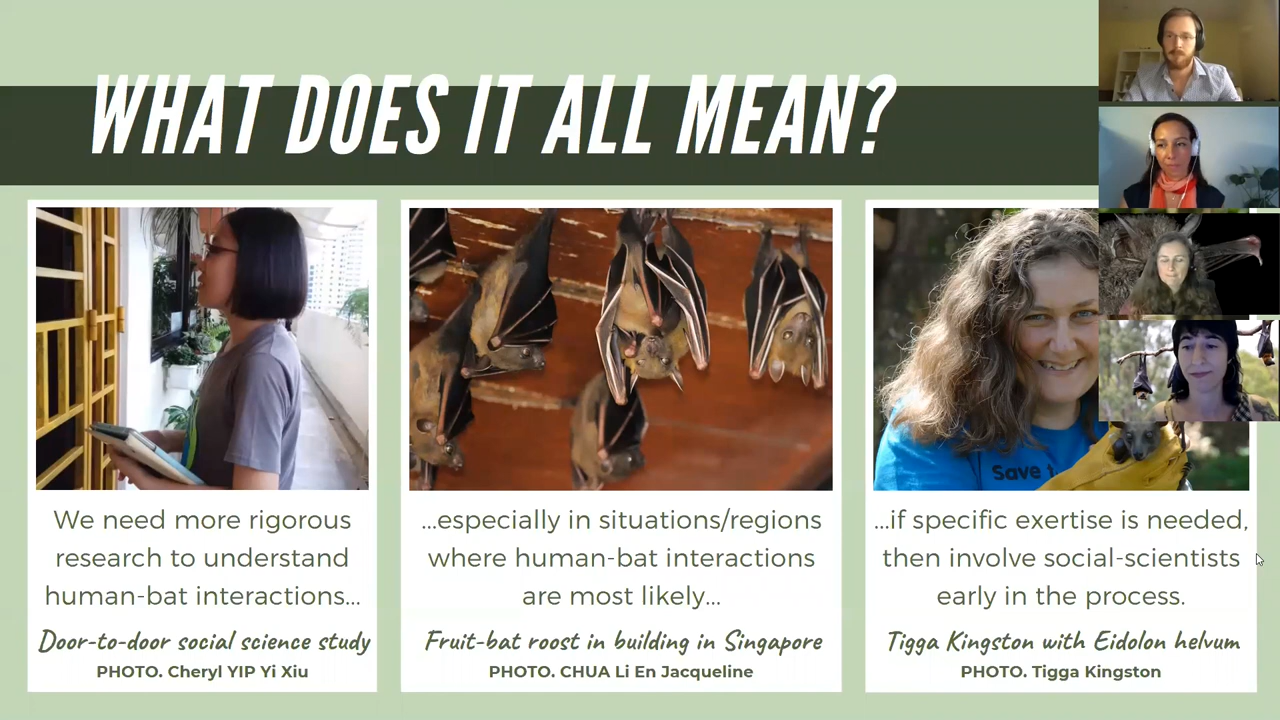 WHAT DOES IT ALL MEAN?
We need more rigorous
research to understand
human-bat interactions...
Door-to-door social science study
PHOTO. Cheryl YIP Yi Xiu
...especially in situations/regions
where human-bat interactions
are most likely...
Fruit-bat roost in building in Singapore
PHOTO. CHUA Li En Jacqueline
Save t
...if specific exertise is needed,
then involve social-scientists
early in the process.
Tigga Kingston with Eidolon helvum
PHOTO. Tigga Kingston